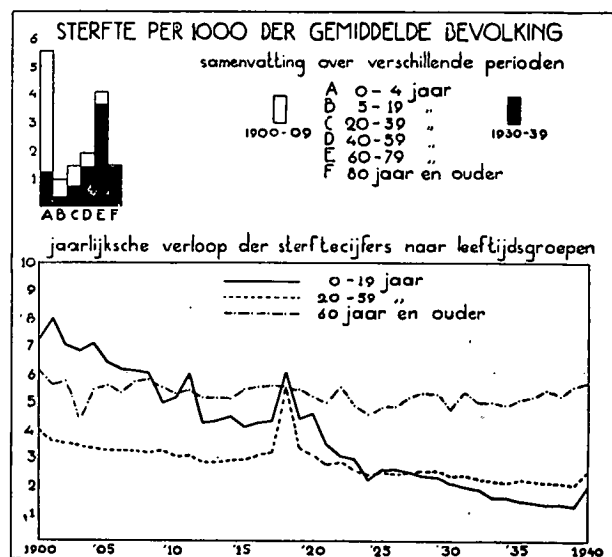 STERFTE PER 1000 DER GEMIDDELDE BEVOLKING
samenvatting over verschillende perioden
6
5
4
3
2
1
A B C D E F
1900-09
A 0-4 jaar
B 5-19 „
C 20-39 „
D 40-59 „
E 60-79 „
F 80 jaar en ouder
1930-39
jaarlijksche verloop der sterftecijfers naar leeftijdsgroepen
0-19 jaar
20-59 „
60 jaar en ouder
10
9
8
7
6
5
4
3
2
1
1900 '05 '10 '15 '20 '25 '30 '35 1940